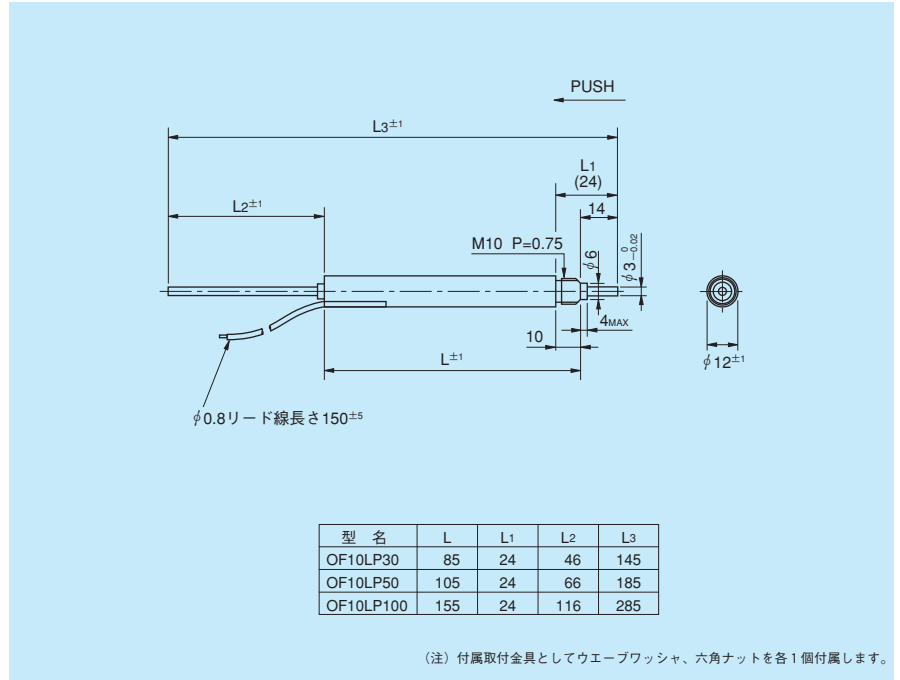 PUSH
L3±1
L1
(24)
L2±1
14
M10 P=0.75
φ6
φ3 0 -0.02
4MAX
10
L±1
φ12±1
φ0.8リード線長さ150±5
型 名 L L1 L2 L3
OF10LP30 85 24 46 145
OF10LP50 105 24 66 185
OF10LP100 155 24 116 285
（注）付属取付金具としてウエーブワッシャ、六角ナットを各１個付属します。